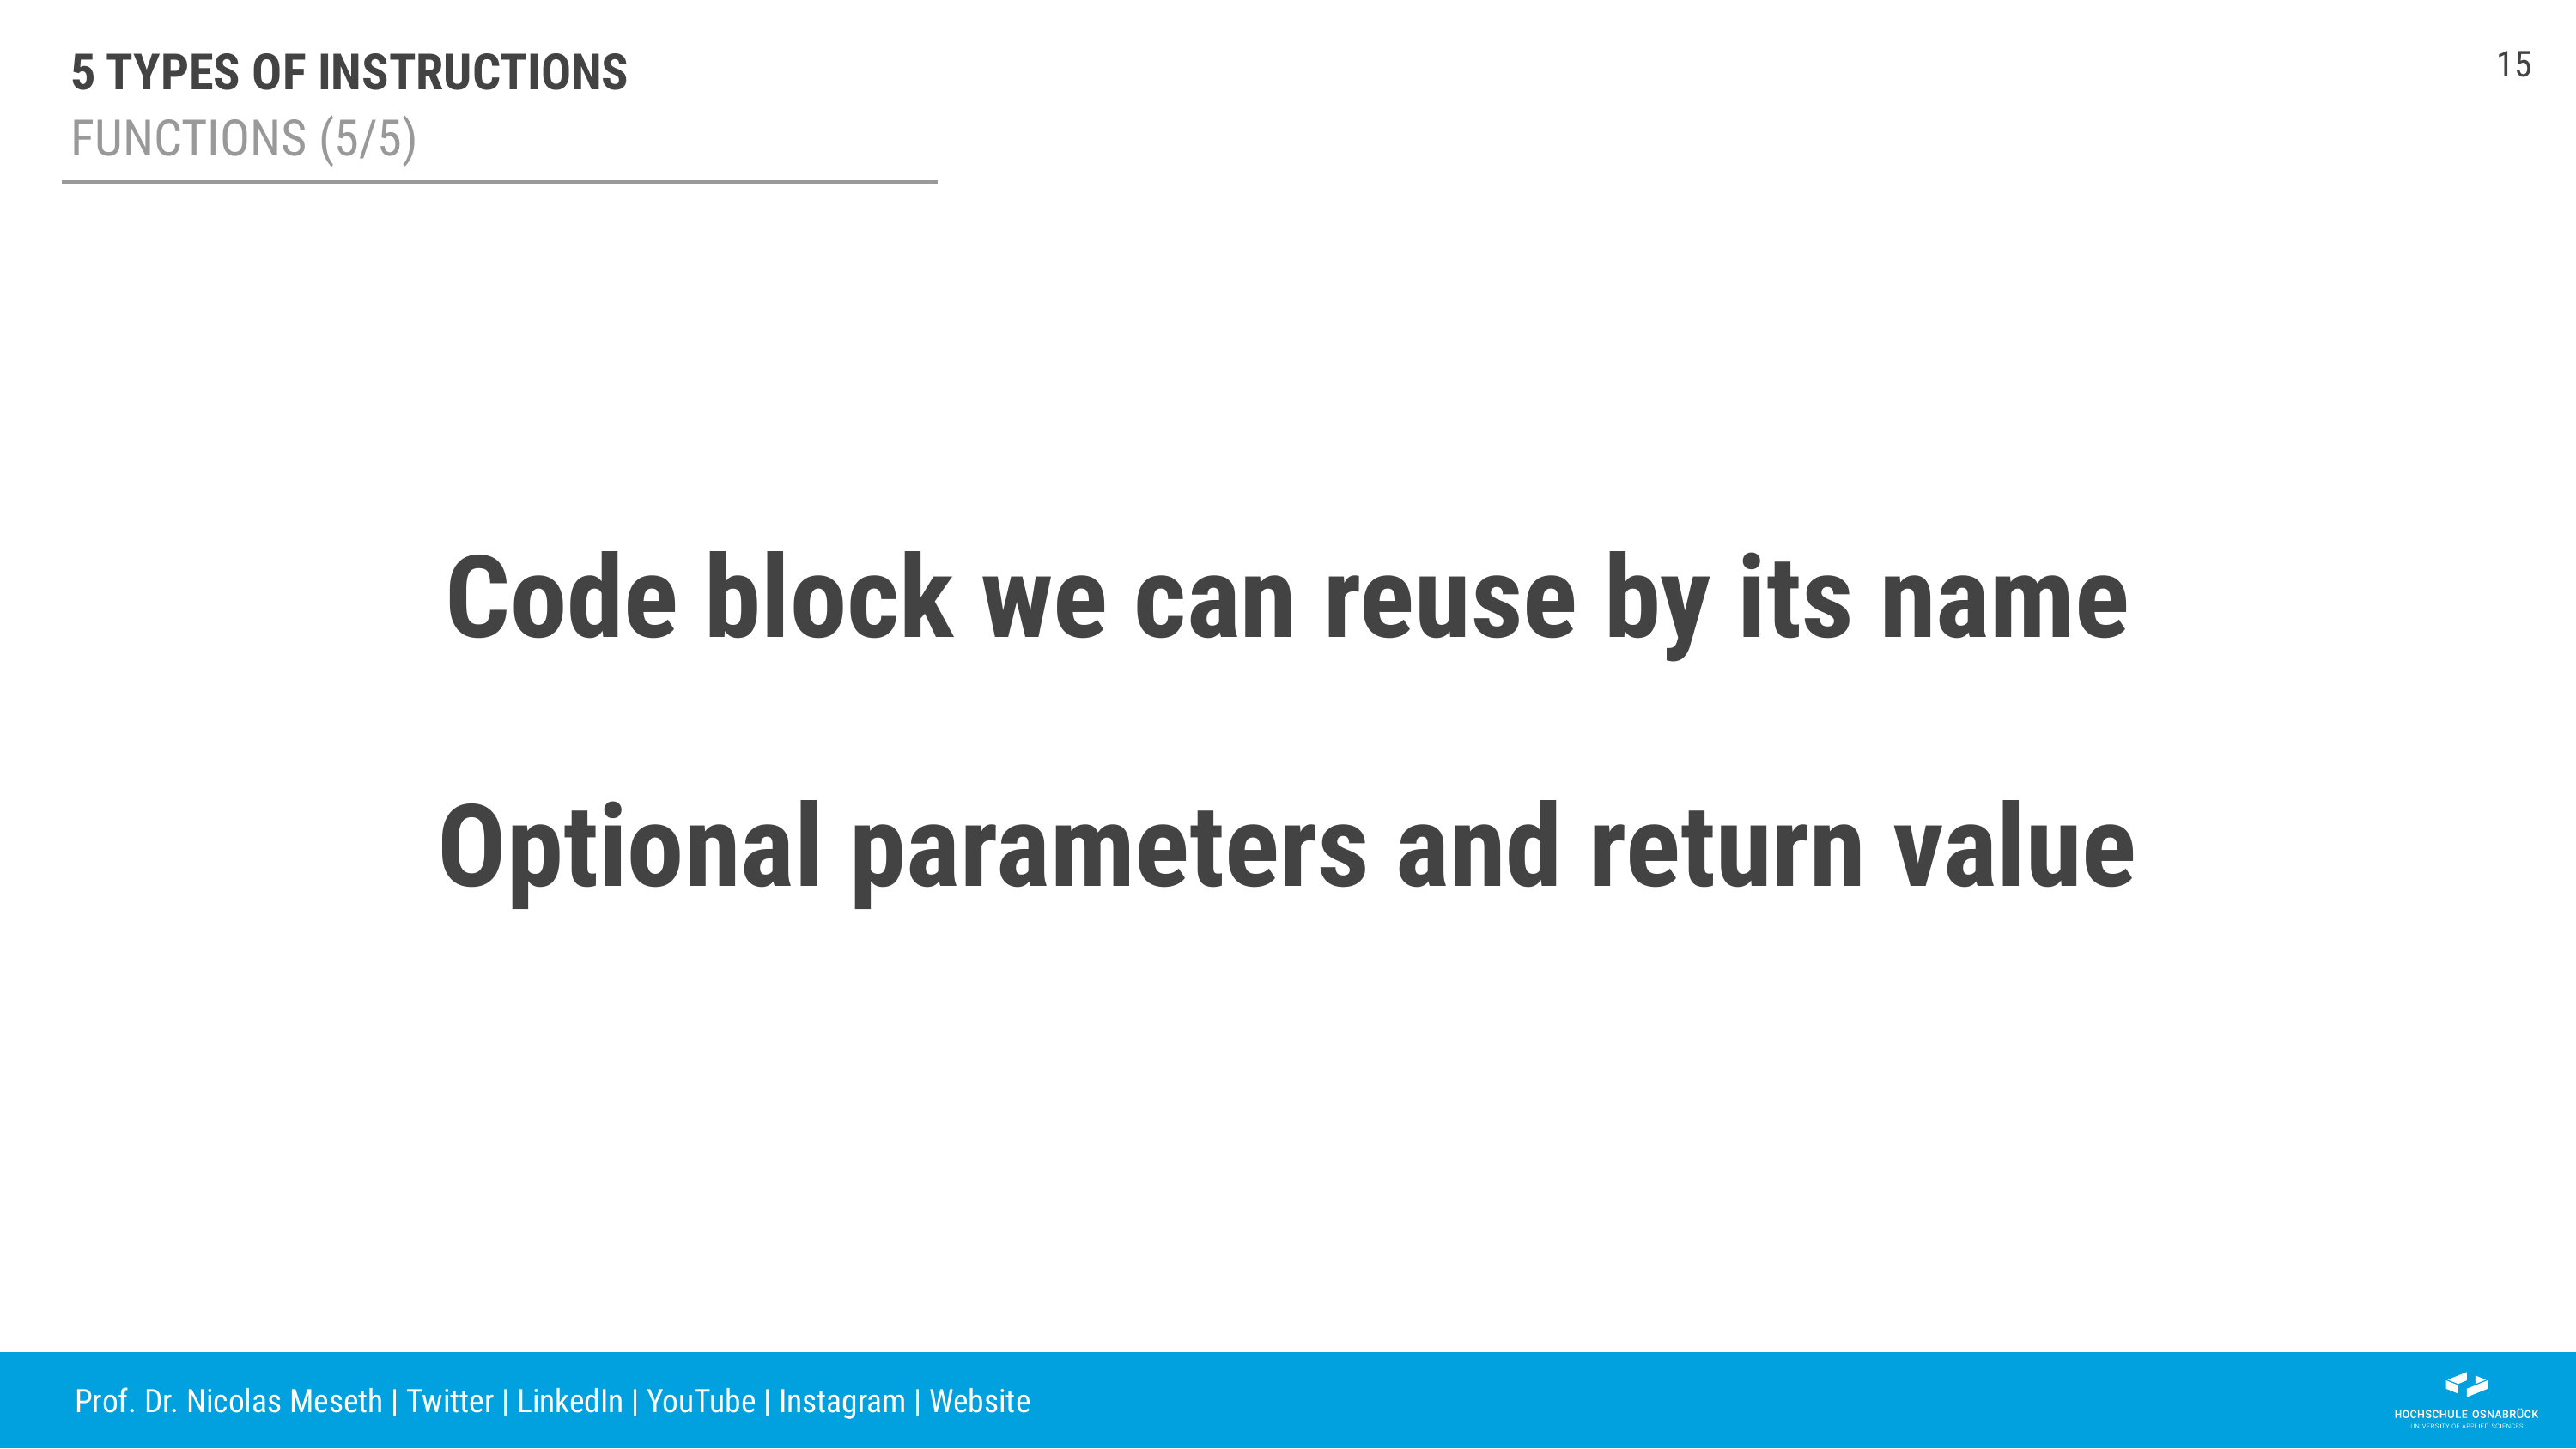 5 TYPES OF INSTRUCTIONS
15
FUNCTIONS (5/5)
Code block we can reuse by its name
Optional parameters and return value
Prof. Dr. Nicolas Meseth | Twitter | LinkedIn | YouTube | Instagram | Website
HOCHSCHULE OSNABRÜCK
UNIVERSITY OF APPLIED SCIENCES